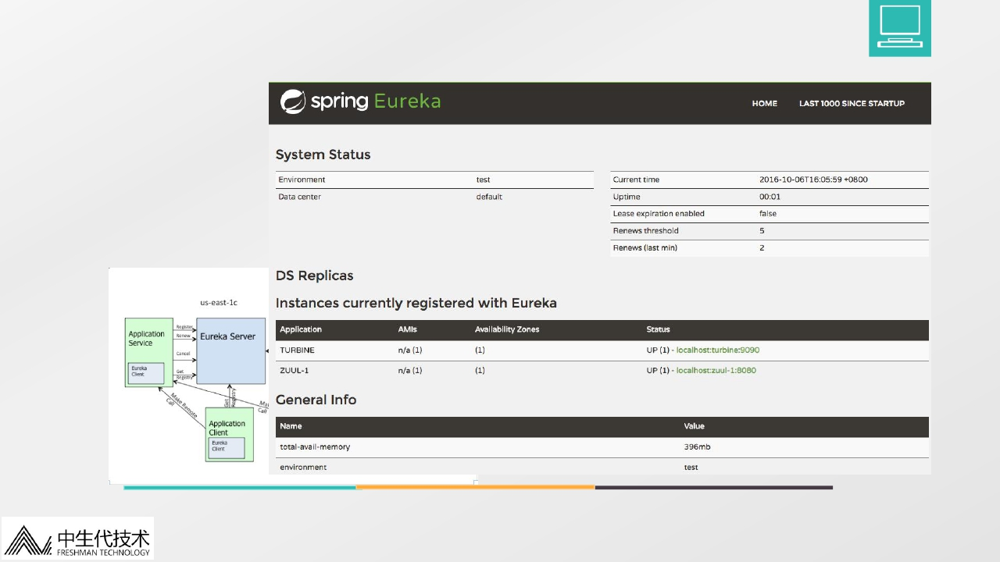 spring Eureka
HOME LAST 1000 SINCE STARTUP
System Status
Environment test
Data center default
Current time 2016-10-06T16:05:59 +0800
Uptime 00:01
Lease expiration enabled false
Renews threshold 5
Renews (last min) 2
DS Replicas
Instances currently registered with Eureka
Application AMIs Availability Zones Status
TURBINE n/a (1) (1) UP (1) - localhost:turbine:9090
ZUUL-1 n/a (1) (1) UP (1) - localhost:zuul-1:8080
General Info
Name Value
total-avail-memory 396mb
environment test
us-east-1c
Application
Service
Eureka
Client
Register
Renew
Cancel
Get
Registry
Eureka Server
Make Remote
Call
Get
Registry
Call
Application
Client
Eureka
Client
中生代技术
FRESHMAN TECHNOLOGY